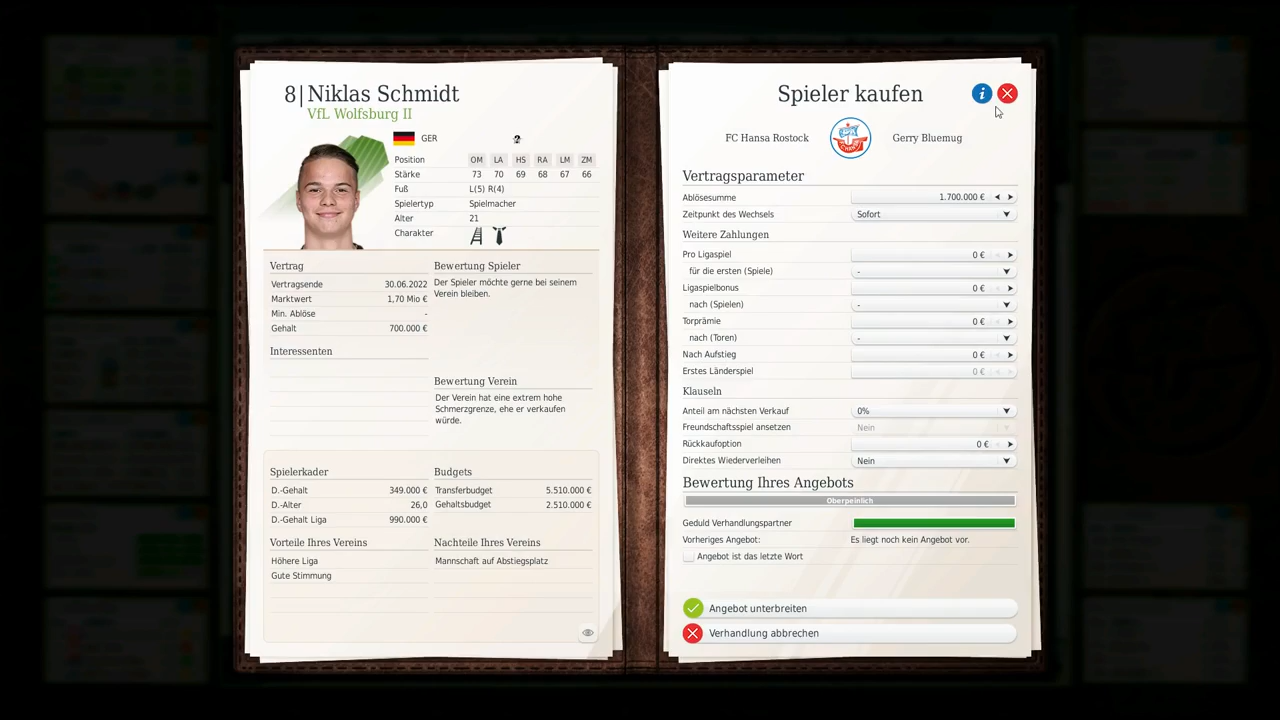 8|Niklas Schmidt
VfL Wolfsburg II
GER
Position OM LA HS RA LM ZM
Stärke 73 70 69 68 67 66
Fuß L(5) R(4)
Spielertyp Spielmacher
Alter 21
Charakter
Vertrag
Vertragsende 30.06.2022
Marktwert 1,70 Mio €
Min. Ablöse -
Gehalt 700.000 €
Interessenten
Bewertung Spieler
Der Spieler möchte gerne bei seinem
Verein bleiben.
Bewertung Verein
Der Verein hat eine extrem hohe
Schmerzgrenze, ehe er verkaufen
würde.
Spielerkader
D.-Gehalt 349.000 €
D.-Alter 26,0
D.-Gehalt Liga 990.000 €
Budgets
Transferbudget 5.510.000 €
Gehaltsbudget 2.510.000 €
Vorteile Ihres Vereins
Höhere Liga
Gute Stimmung
Nachteile Ihres Vereins
Mannschaft auf Abstiegsplatz
Spieler kaufen
FC Hansa Rostock Gerry Bluemug
Vertragsparameter
Ablösesumme 1.700.000 €
Zeitpunkt des Wechsels Sofort
Weitere Zahlungen
Pro Ligaspiel 0 €
für die ersten (Spiele) -
Ligaspielbonus 0 €
nach (Spielen) -
Torprämie 0 €
nach (Toren) -
Nach Aufstieg 0 €
Erstes Länderspiel 0 €
Klauseln
Anteil am nächsten Verkauf 0%
Freundschaftsspiel ansetzen Nein
Rückkaufoption 0 €
Direktes Wiederverleihen Nein
Bewertung Ihres Angebots
Oberpeinlich
Geduld Verhandlungspartner
Vorheriges Angebot: Es liegt noch kein Angebot vor.
Angebot ist das letzte Wort
Angebot unterbreiten
Verhandlung abbrechen